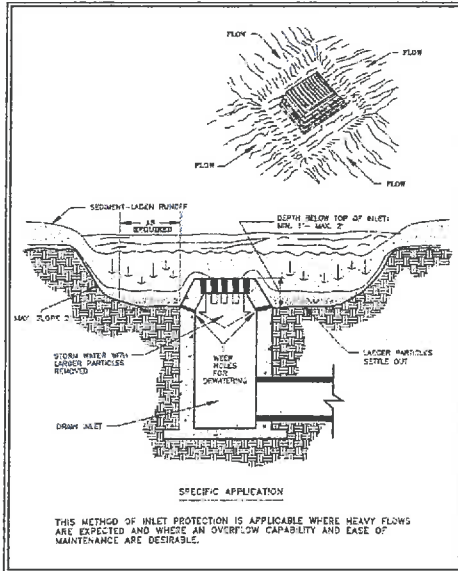 FLOW
FLOW
FLOW
FLOW
SEDIMENT-LADEN RUNOFF
AS
REQUIRED
DEPTH BELOW TOP OF INLET:
MIN. 1'- MAX. 2'
MAX. SLOPE 2
STORM WATER WITH
LARGER PARTICLES
REMOVED
WEEP
HOLES
FOR
DEWATERING
LARGER PARTICLES
SETTLE OUT
DRAIN INLET
SPECIFIC APPLICATION
THIS METHOD OF INLET PROTECTION IS APPLICABLE WHERE HEAVY FLOWS
ARE EXPECTED AND WHERE AN OVERFLOW CAPABILITY AND EASE OF
MAINTENANCE ARE DESIRABLE.